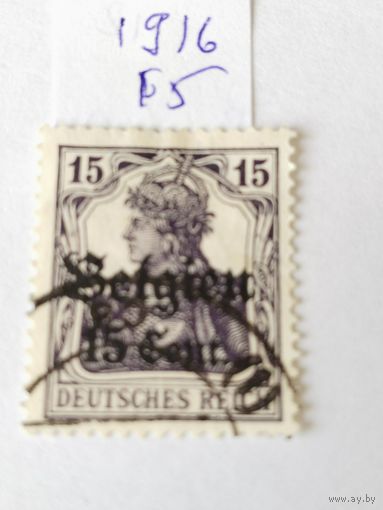 1916
F5
15 15
Belgien
15 Cent.
DEUTSCHES REICH
www.ay.by